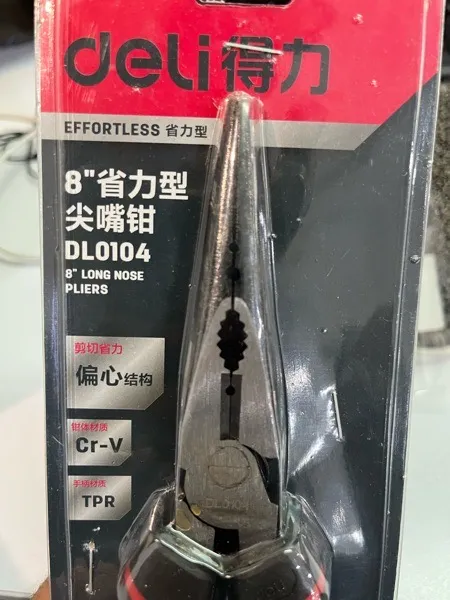 deli得力
EFFORTLESS 省力型
8"省力型
尖嘴钳
DL0104
8" LONG NOSE
PLIERS
剪切省力
偏心结构
钳体材质
Cr-V
手柄材质
TPR
DL0104